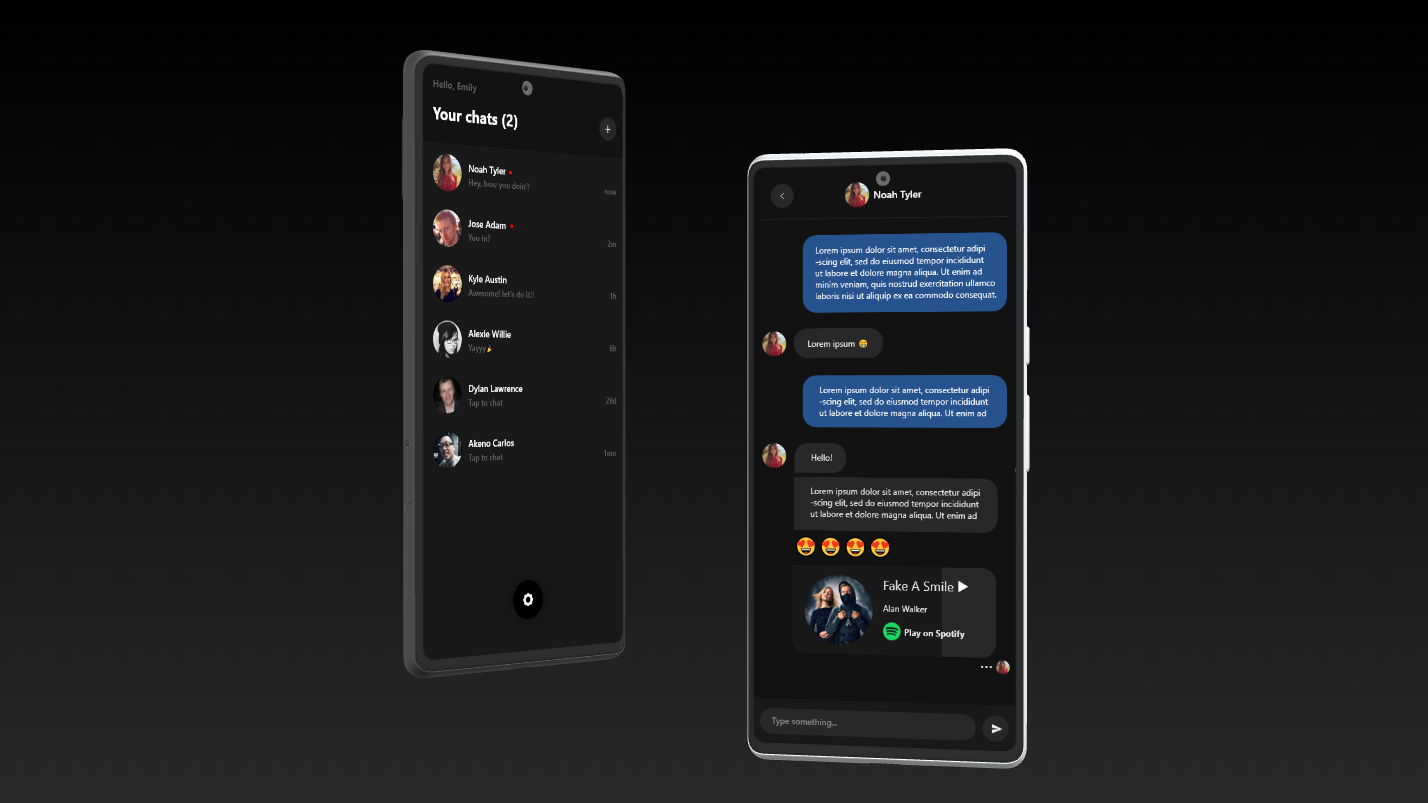 Hello, Emily
Your chats (2)
+
Noah Tyler
Hey, how you doin'?
now
Jose Adam
You in?
2m
Kyle Austin
Awesome! let's do it!!
1h
Alexie Willie
Yayyy🎉
6h
Dylan Lawrence
Tap to chat
28d
Akeno Carlos
Tap to chat
1mo
Noah Tyler
Lorem ipsum dolor sit amet, consectetur adipi
-scing elit, sed do eiusmod tempor incididunt
ut labore et dolore magna aliqua. Ut enim ad
minim veniam, quis nostrud exercitation ullamco
laboris nisi ut aliquip ex ea commodo consequat.
Lorem ipsum 😄
Lorem ipsum dolor sit amet, consectetur adipi
-scing elit, sed do eiusmod tempor incididunt
ut labore et dolore magna aliqua. Ut enim ad
Hello!
Lorem ipsum dolor sit amet, consectetur adipi
-scing elit, sed do eiusmod tempor incididunt
ut labore et dolore magna aliqua. Ut enim ad
😍 😍 😍 😍
Fake A Smile ▶
Alan Walker
Play on Spotify
Type something...